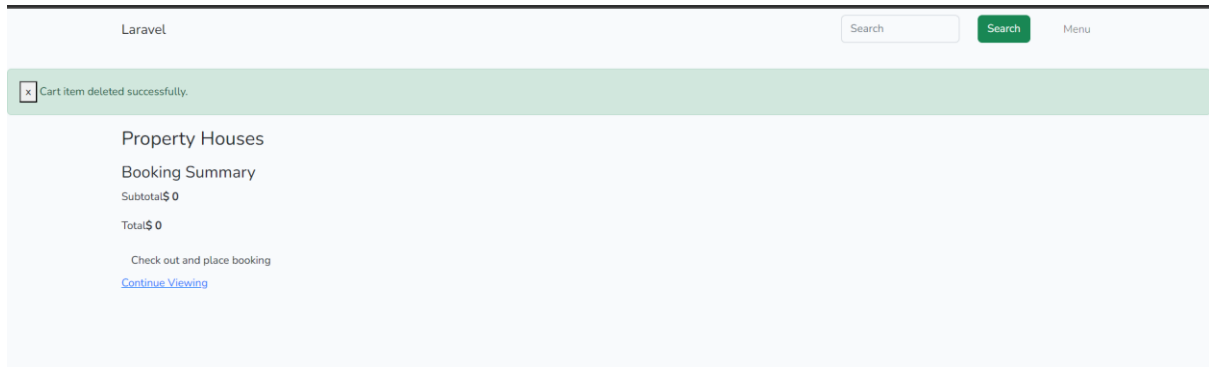 Laravel Search Search Menu
x Cart item deleted successfully.
Property Houses
Booking Summary
Subtotal$ 0
Total$ 0
Check out and place booking
Continue Viewing